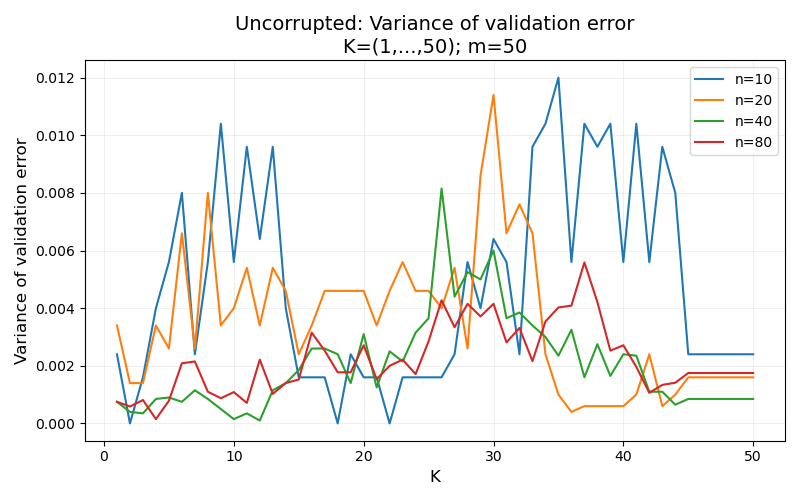 Uncorrupted: Variance of validation error
K=(1,...,50); m=50
Variance of validation error
0.012
0.010
0.008
0.006
0.004
0.002
0.000
n=10
n=20
n=40
n=80
0
10
20
30
40
50
K